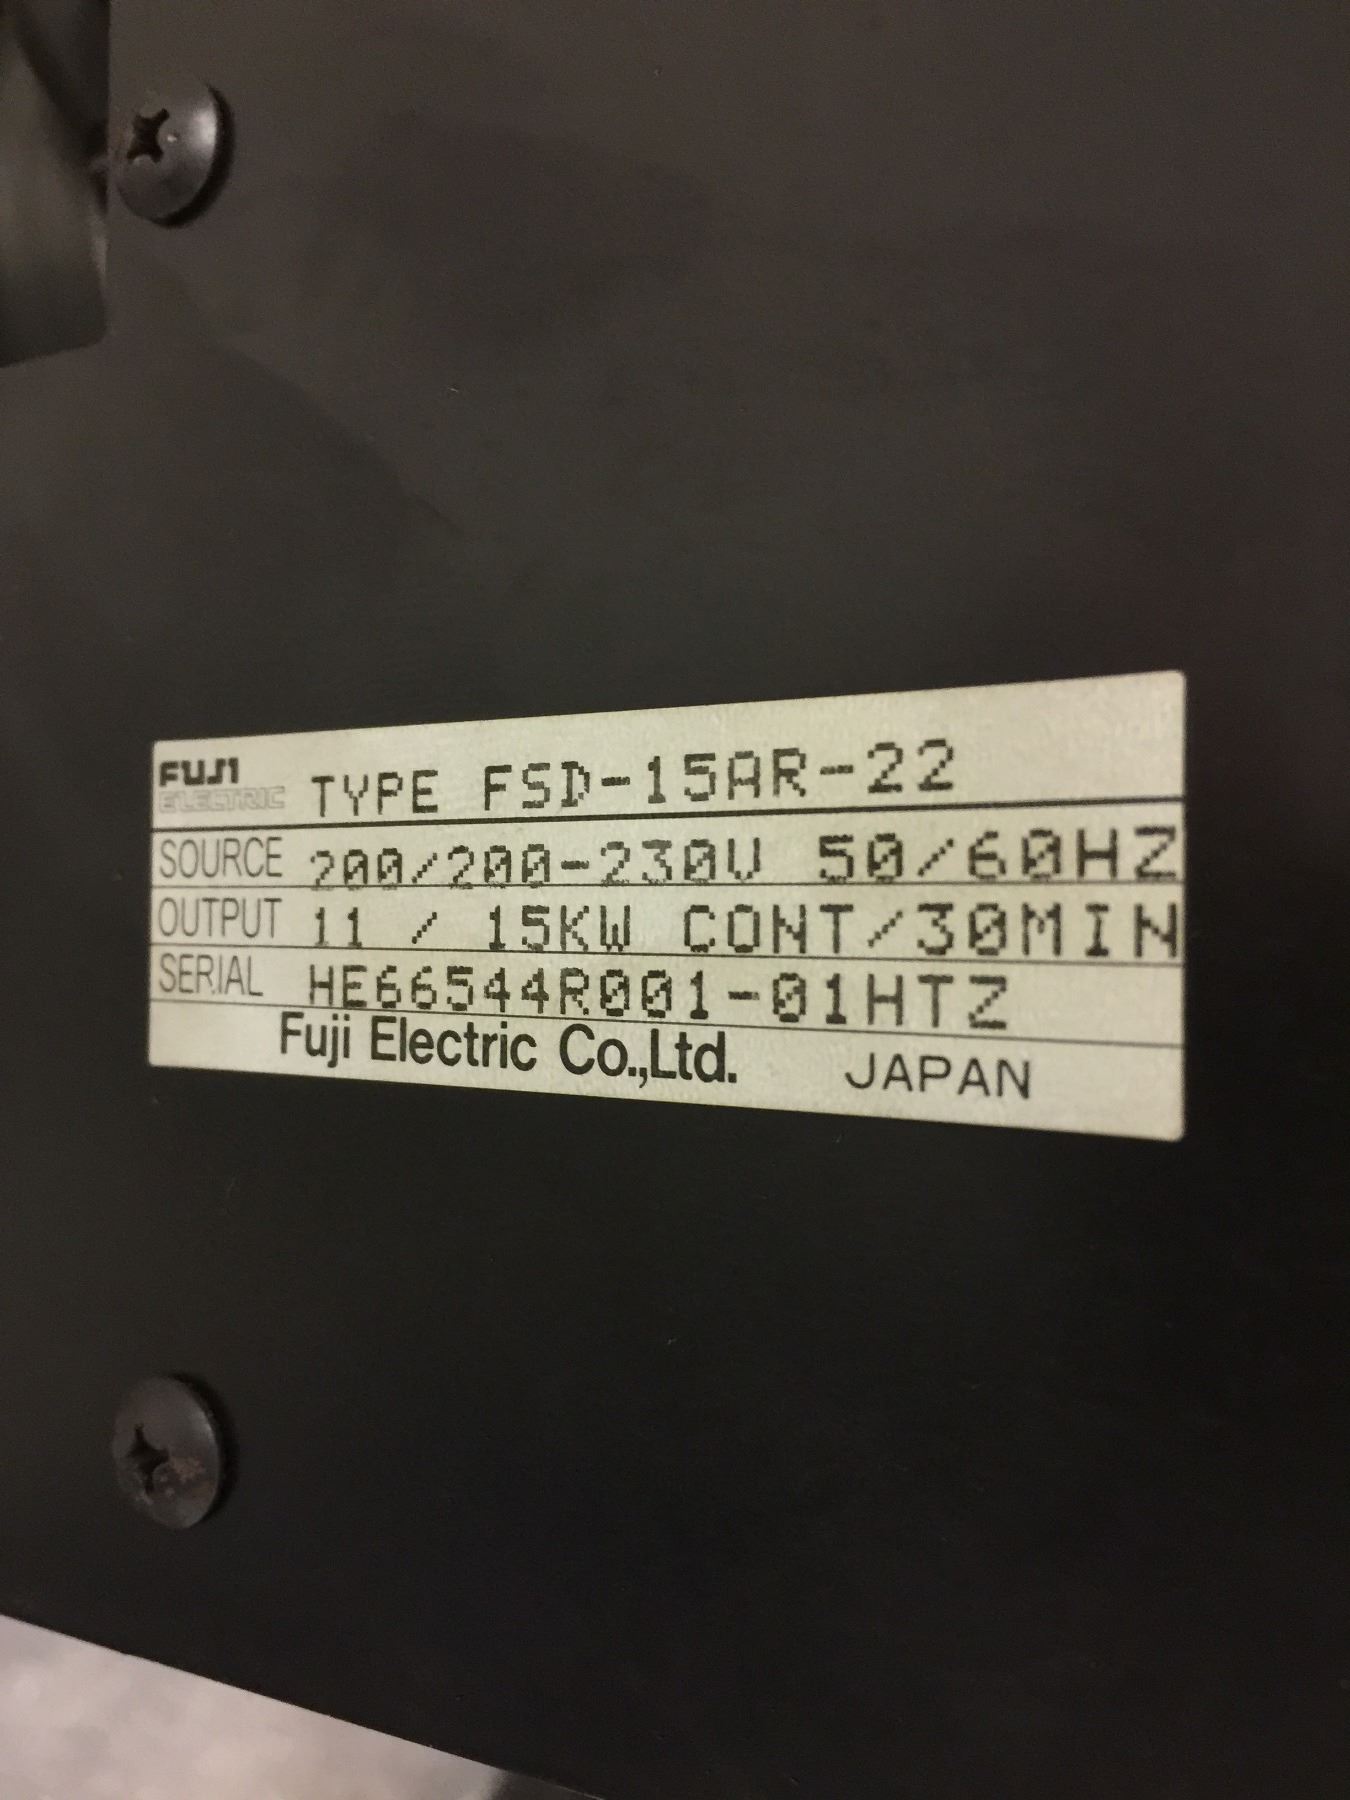 FUJI ELECTRIC TYPE FSD-15AR-22
SOURCE 200/200-230V 50/60HZ
OUTPUT 11 / 15KW CONT/30MIN
SERIAL HE66544R001-01HTZ
Fuji Electric Co.,Ltd. JAPAN